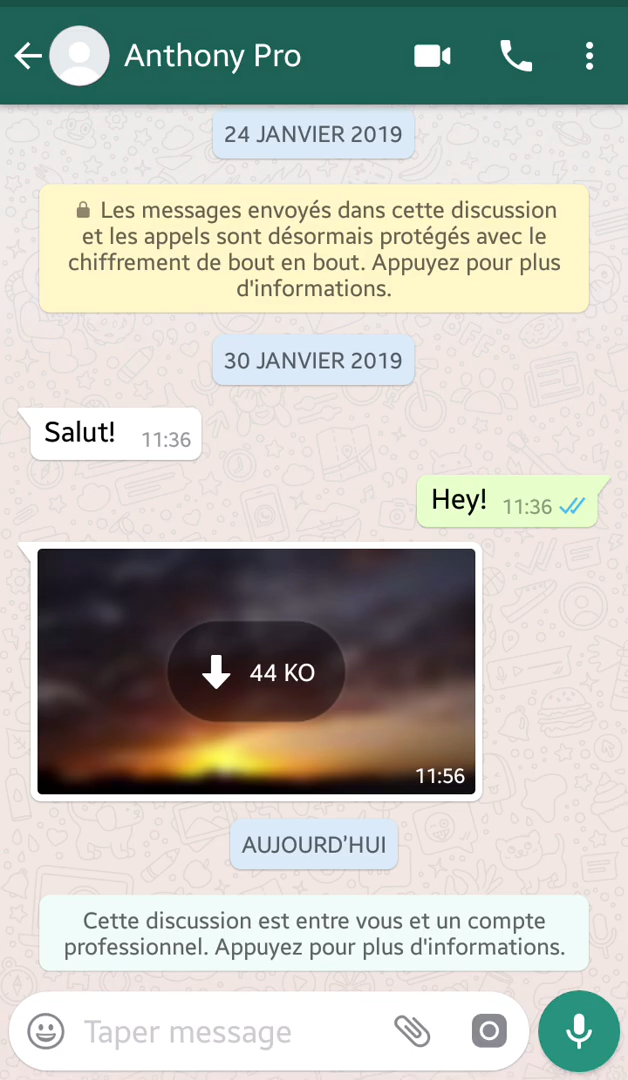 Anthony Pro
24 JANVIER 2019
Les messages envoyés dans cette discussion
et les appels sont désormais protégés avec le
chiffrement de bout en bout. Appuyez pour plus
d'informations.
30 JANVIER 2019
Salut! 11:36
Hey! 11:36
44 KO
11:56
AUJOURD'HUI
Cette discussion est entre vous et un compte
professionnel. Appuyez pour plus d'informations.
Taper message